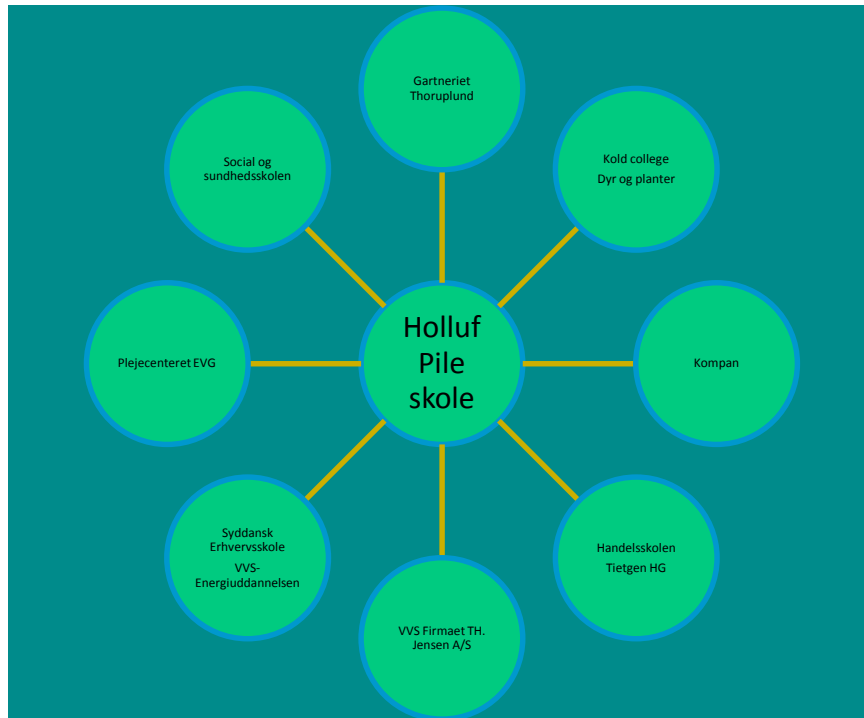 Gartneriet
Thoruplund
Kold college
Dyr og planter
Kompan
Handelsskolen
Tietgen HG
VVS Firmaet TH.
Jensen A/S
Syddansk
Erhvervsskole
VVS-
Energiuddannelsen
Plejecenteret EVG
Social og
sundhedsskolen
Holluf
Pile
skole